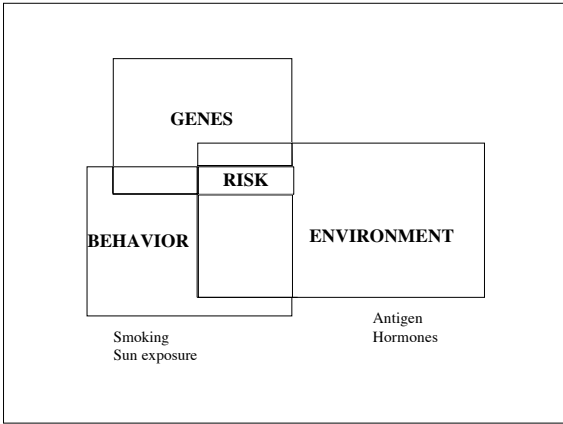 GENES
RISK
BEHAVIOR
ENVIRONMENT
Smoking
Sun exposure
Antigen
Hormones